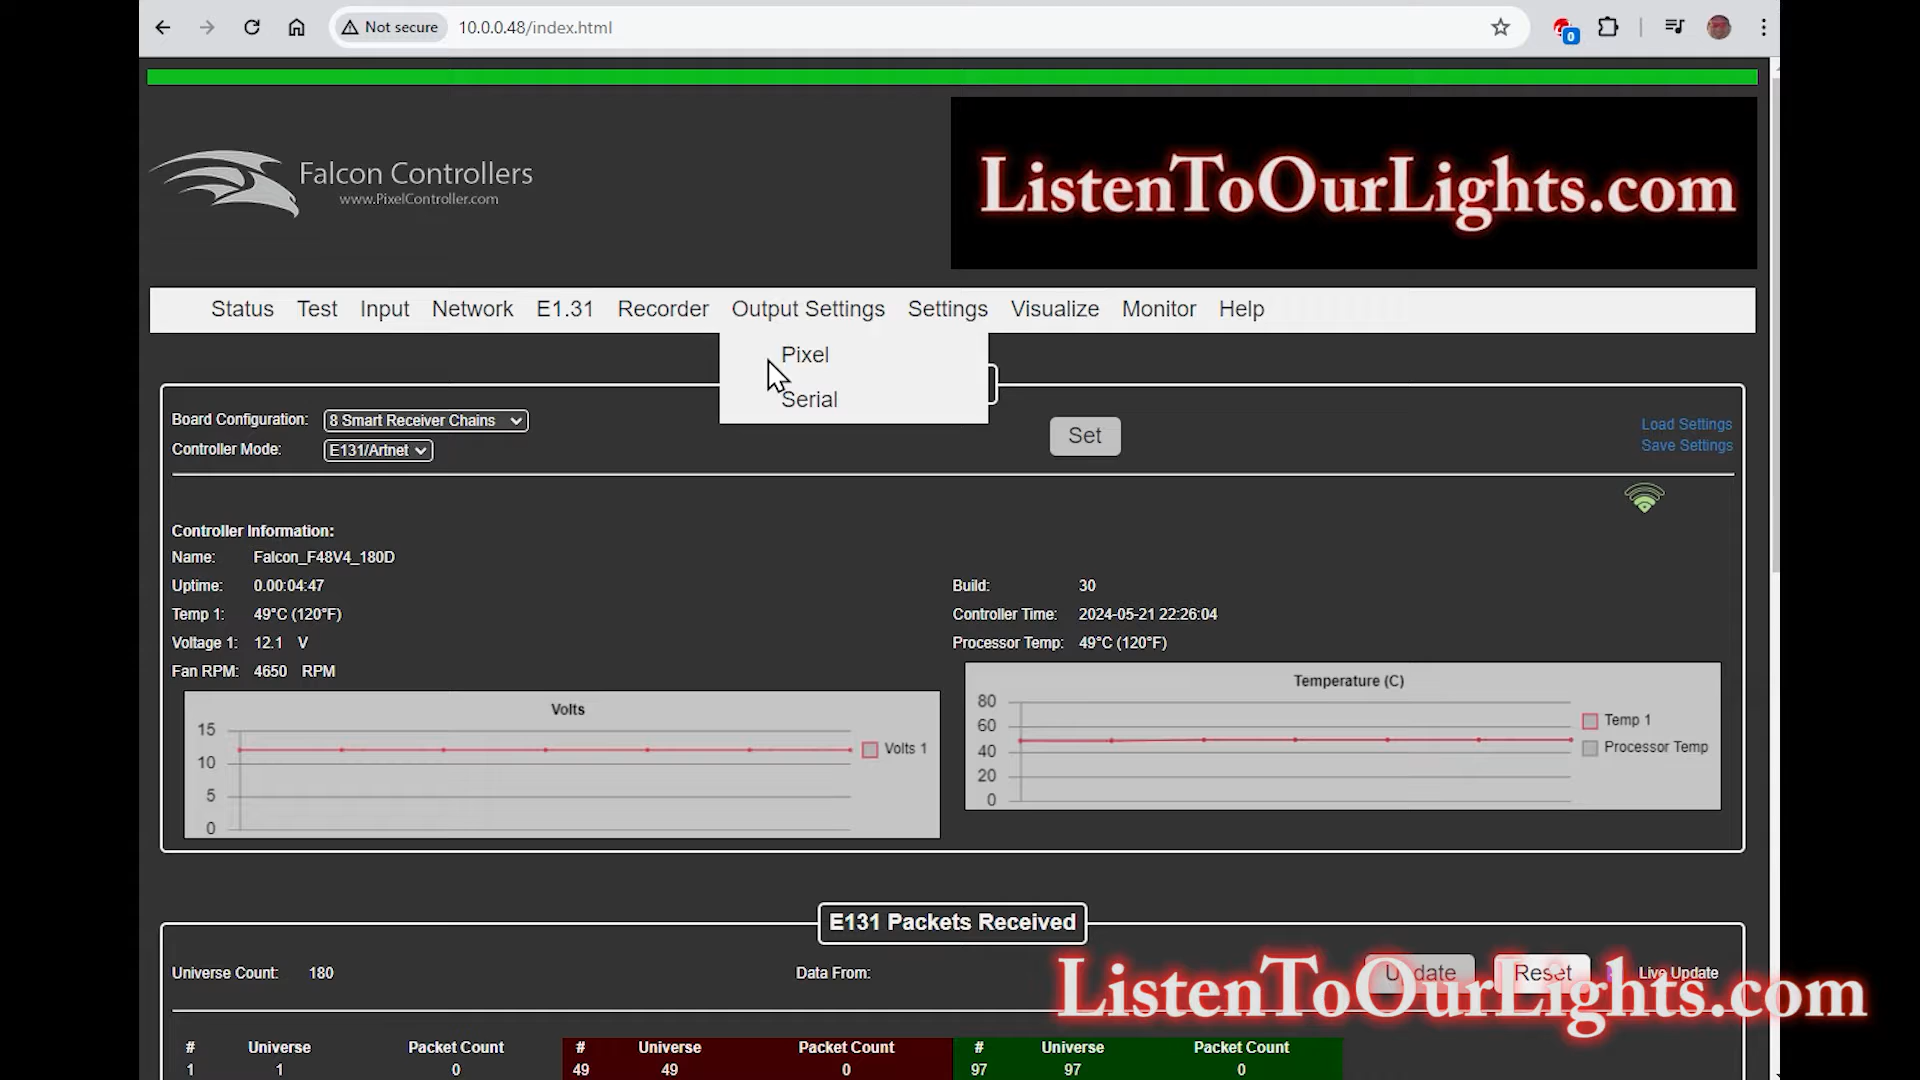 Not secure
10.0.0.48/index.html
0
Falcon Controllers
www.PixelController.com
ListenToOurLights.com
Status Test Input Network E1.31 Recorder Output Settings Settings Visualize Monitor Help
Pixel
Serial
Board Configuration: 8 Smart Receiver Chains
Controller Mode: E131/Artnet
Set
Load Settings
Save Settings
Controller Information:
Name: Falcon_F48V4_180D
Uptime: 0.00:04:47
Temp 1: 49°C (120°F)
Voltage 1: 12.1 V
Fan RPM: 4650 RPM
Build: 30
Controller Time: 2024-05-21 22:26:04
Processor Temp: 49°C (120°F)
Volts
15
10
5
0
Volts 1
Temperature (C)
80
60
40
20
0
Temp 1
Processor Temp
E131 Packets Received
Universe Count: 180 Data From: Update Reset Live Update
ListenToOurLights.com
# Universe Packet Count # Universe Packet Count # Universe Packet Count
1 1 0 49 49 0 97 97 0